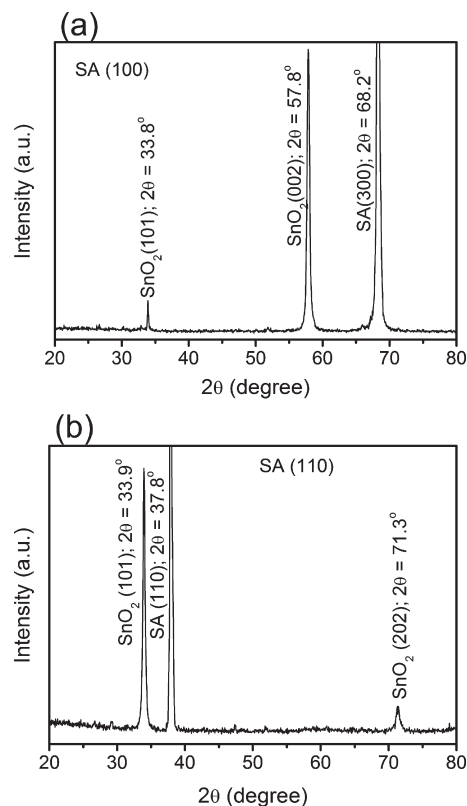 (a)
SA (100)
SnO₂(101); 2θ = 33.8°
SnO₂(002); 2θ = 57.8°
SA(300); 2θ = 68.2°
Intensity (a.u.)
20 30 40 50 60 70 80
2θ (degree)
(b)
SA (110)
SnO₂ (101); 2θ = 33.9°
SA (110); 2θ = 37.8°
SnO₂ (202); 2θ = 71.3°
Intensity (a.u.)
20 30 40 50 60 70 80
2θ (degree)